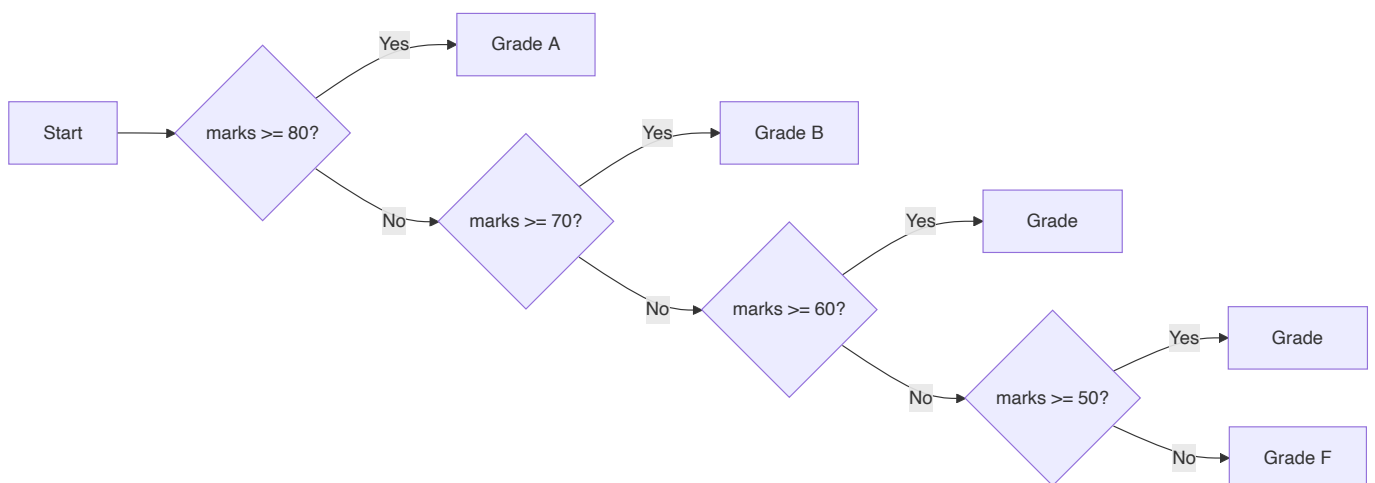 Start
marks >= 80?
Yes
Grade A
No
marks >= 70?
Yes
Grade B
No
marks >= 60?
Yes
Grade
No
marks >= 50?
Yes
Grade
No
Grade F